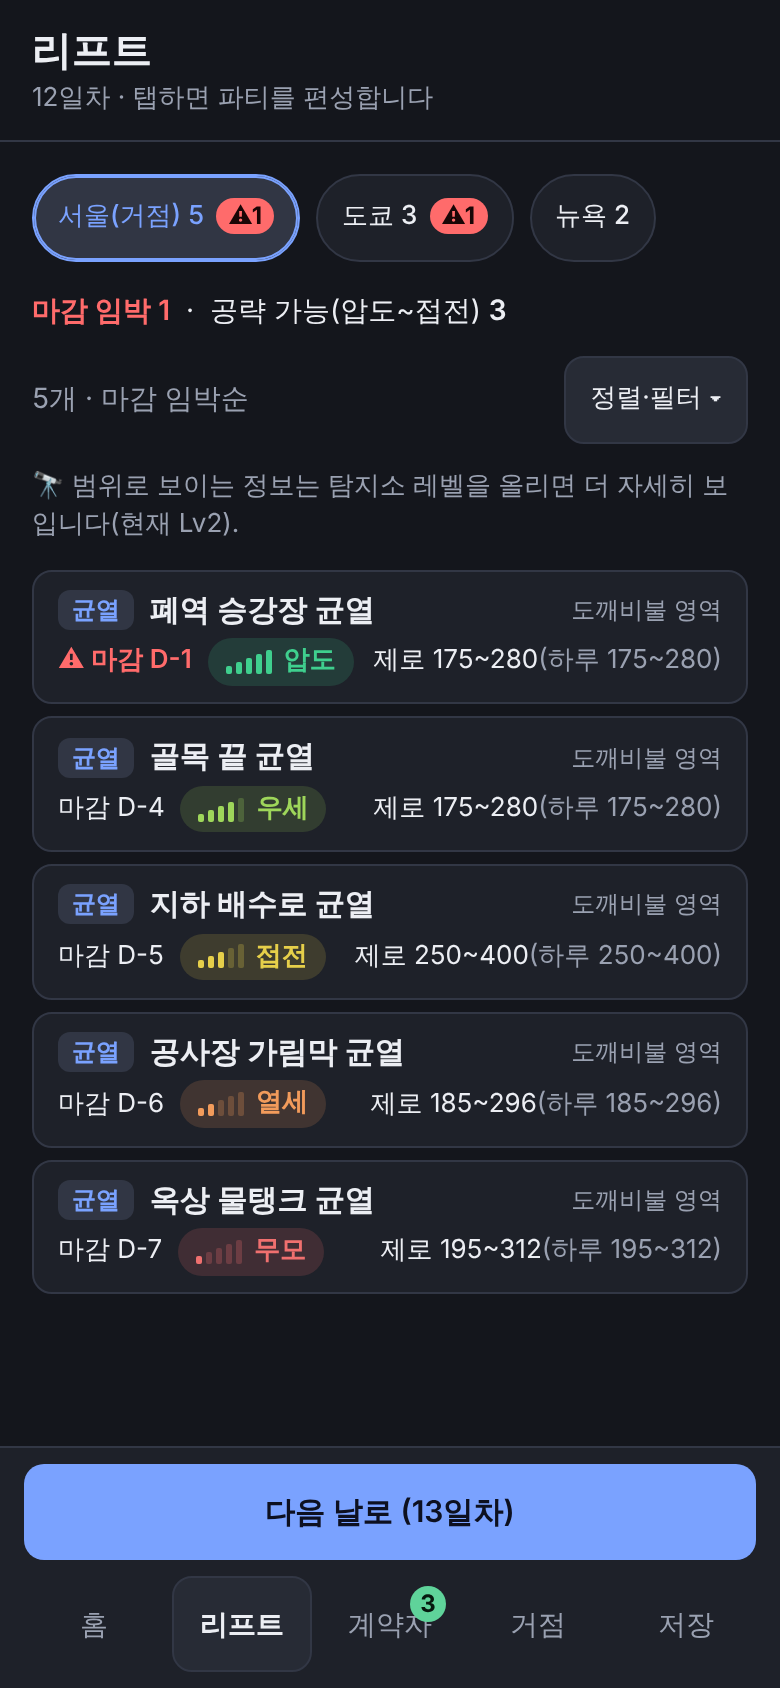 리프트
12일차 · 탭하면 파티를 편성합니다
서울(거점) 5 ⚠1
도쿄 3 ⚠1
뉴욕 2
마감 임박 1 · 공략 가능(압도~접전) 3
5개 · 마감 임박순
정렬·필터 ▾
🔭 범위로 보이는 정보는 탐지소 레벨을 올리면 더 자세히 보
입니다(현재 Lv2).
균열 폐역 승강장 균열 도깨비불 영역
⚠ 마감 D-1 압도 제로 175~280(하루 175~280)
균열 골목 끝 균열 도깨비불 영역
마감 D-4 우세 제로 175~280(하루 175~280)
균열 지하 배수로 균열 도깨비불 영역
마감 D-5 접전 제로 250~400(하루 250~400)
균열 공사장 가림막 균열 도깨비불 영역
마감 D-6 열세 제로 185~296(하루 185~296)
균열 옥상 물탱크 균열 도깨비불 영역
마감 D-7 무모 제로 195~312(하루 195~312)
다음 날로 (13일차)
홈
리프트
계약자 3
거점
저장